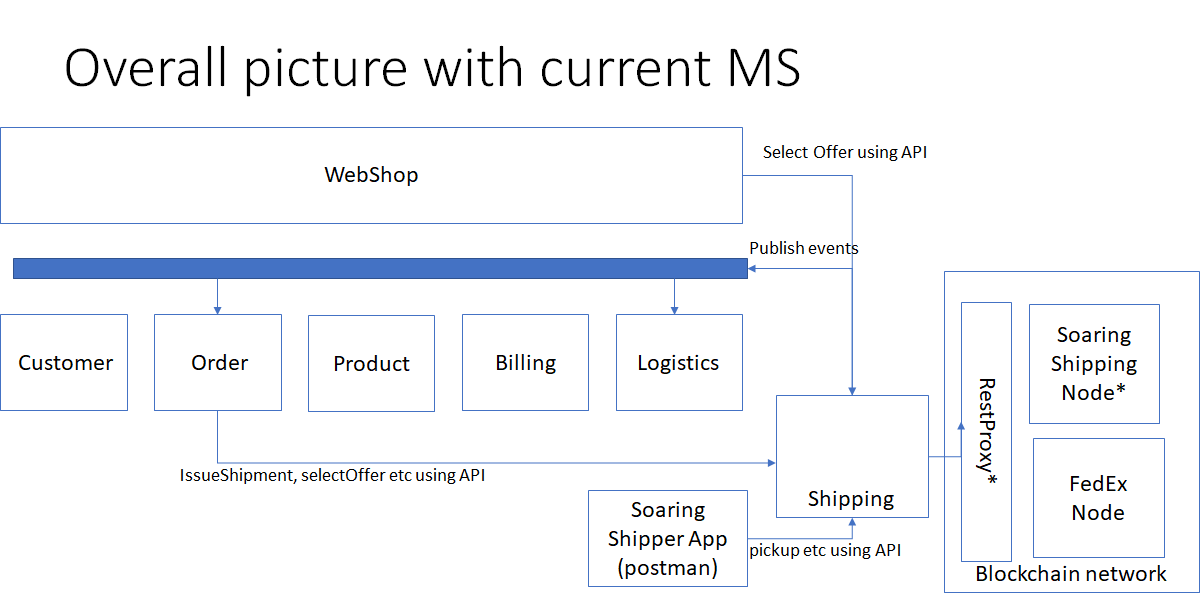 Overall picture with current MS
WebShop
Select Offer using API
Publish events
Customer
Order
Product
Billing
Logistics
Soaring
Shipping
Node*
RestProxy*
FedEx
Node
IssueShipment, selectOffer etc using API
Shipping
Soaring
Shipper App
(postman)
pickup etc using API
Blockchain network